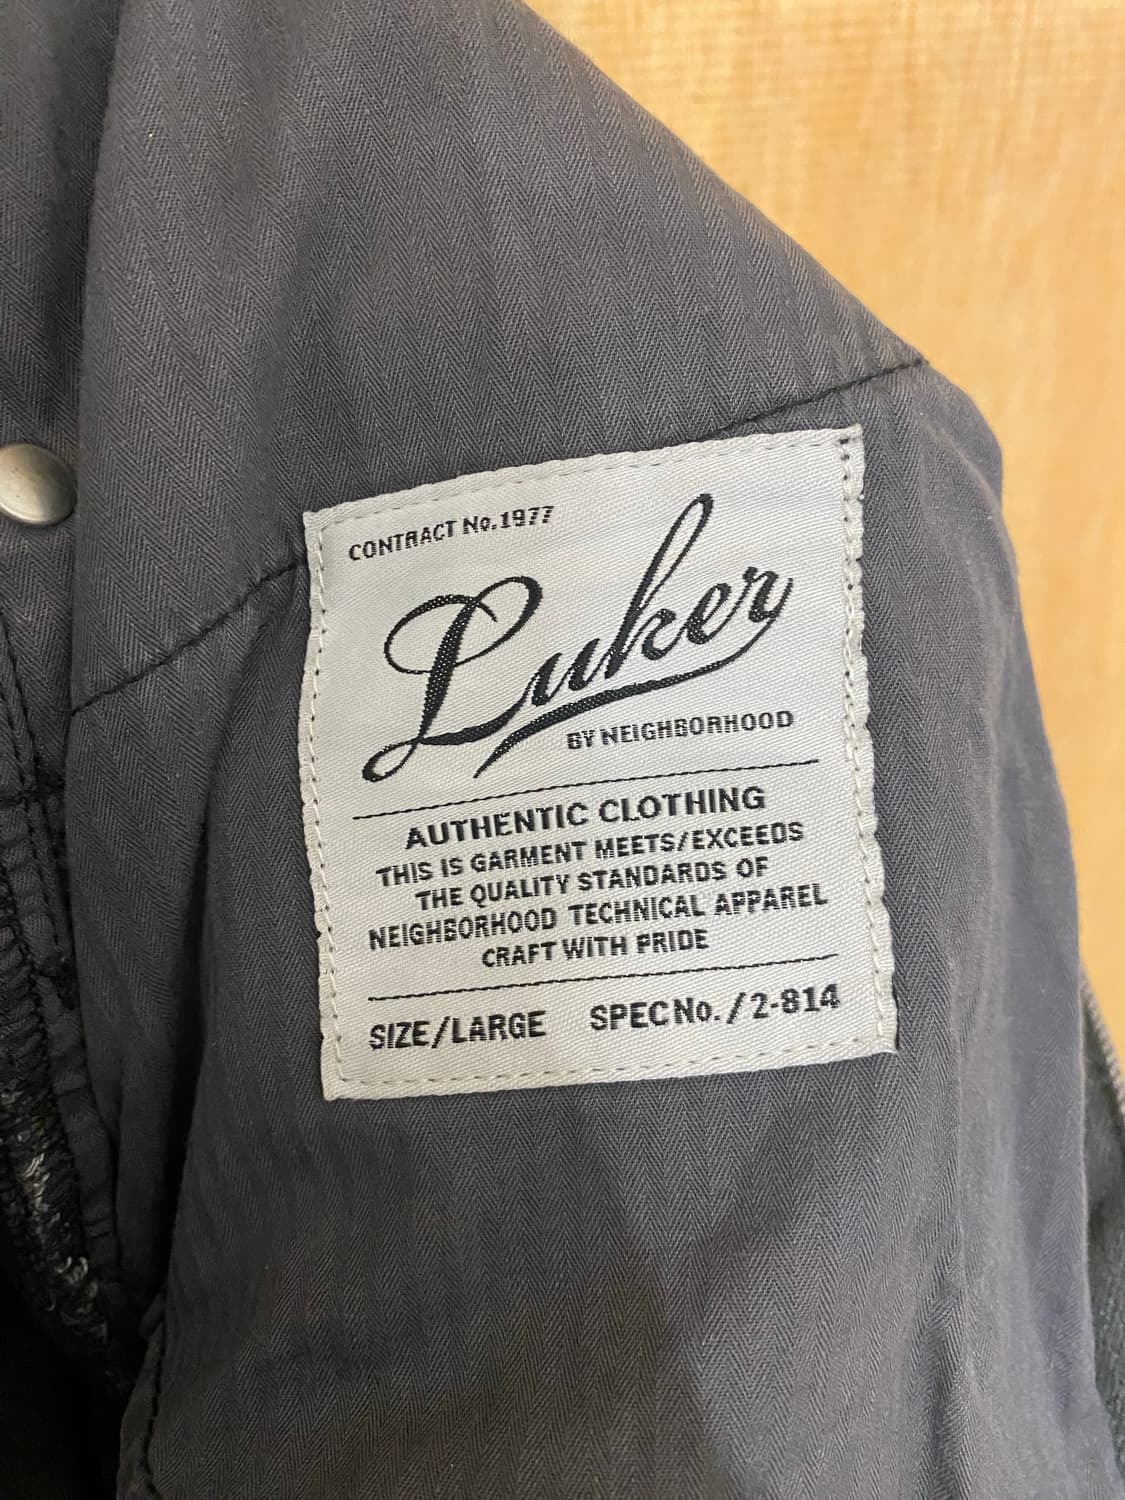 CONTRACT No.1977
Luker
BY NEIGHBORHOOD
AUTHENTIC CLOTHING
THIS IS GARMENT MEETS/EXCEEDS
THE QUALITY STANDARDS OF
NEIGHBORHOOD TECHNICAL APPAREL
CRAFT WITH PRIDE
SIZE/LARGE SPEC No./2-814